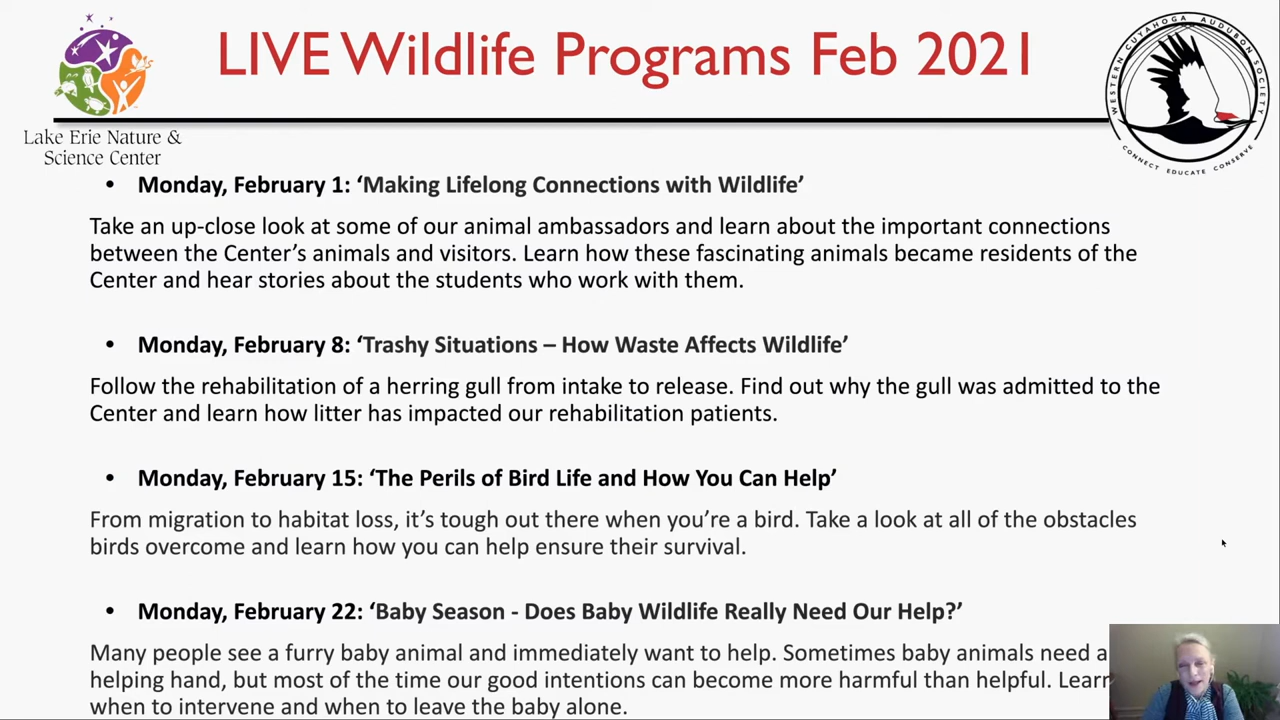 LIVE Wildlife Programs Feb 2021
WESTERN CUYAHOGA AUDUBON SOCIETY
CONNECT EDUCATE CONSERVE
Lake Erie Nature &
Science Center
• Monday, February 1: ‘Making Lifelong Connections with Wildlife’
Take an up-close look at some of our animal ambassadors and learn about the important connections
between the Center’s animals and visitors. Learn how these fascinating animals became residents of the
Center and hear stories about the students who work with them.
• Monday, February 8: ‘Trashy Situations – How Waste Affects Wildlife’
Follow the rehabilitation of a herring gull from intake to release. Find out why the gull was admitted to the
Center and learn how litter has impacted our rehabilitation patients.
• Monday, February 15: ‘The Perils of Bird Life and How You Can Help’
From migration to habitat loss, it’s tough out there when you’re a bird. Take a look at all of the obstacles
birds overcome and learn how you can help ensure their survival.
• Monday, February 22: ‘Baby Season - Does Baby Wildlife Really Need Our Help?’
Many people see a furry baby animal and immediately want to help. Sometimes baby animals need a
helping hand, but most of the time our good intentions can become more harmful than helpful. Learn
when to intervene and when to leave the baby alone.